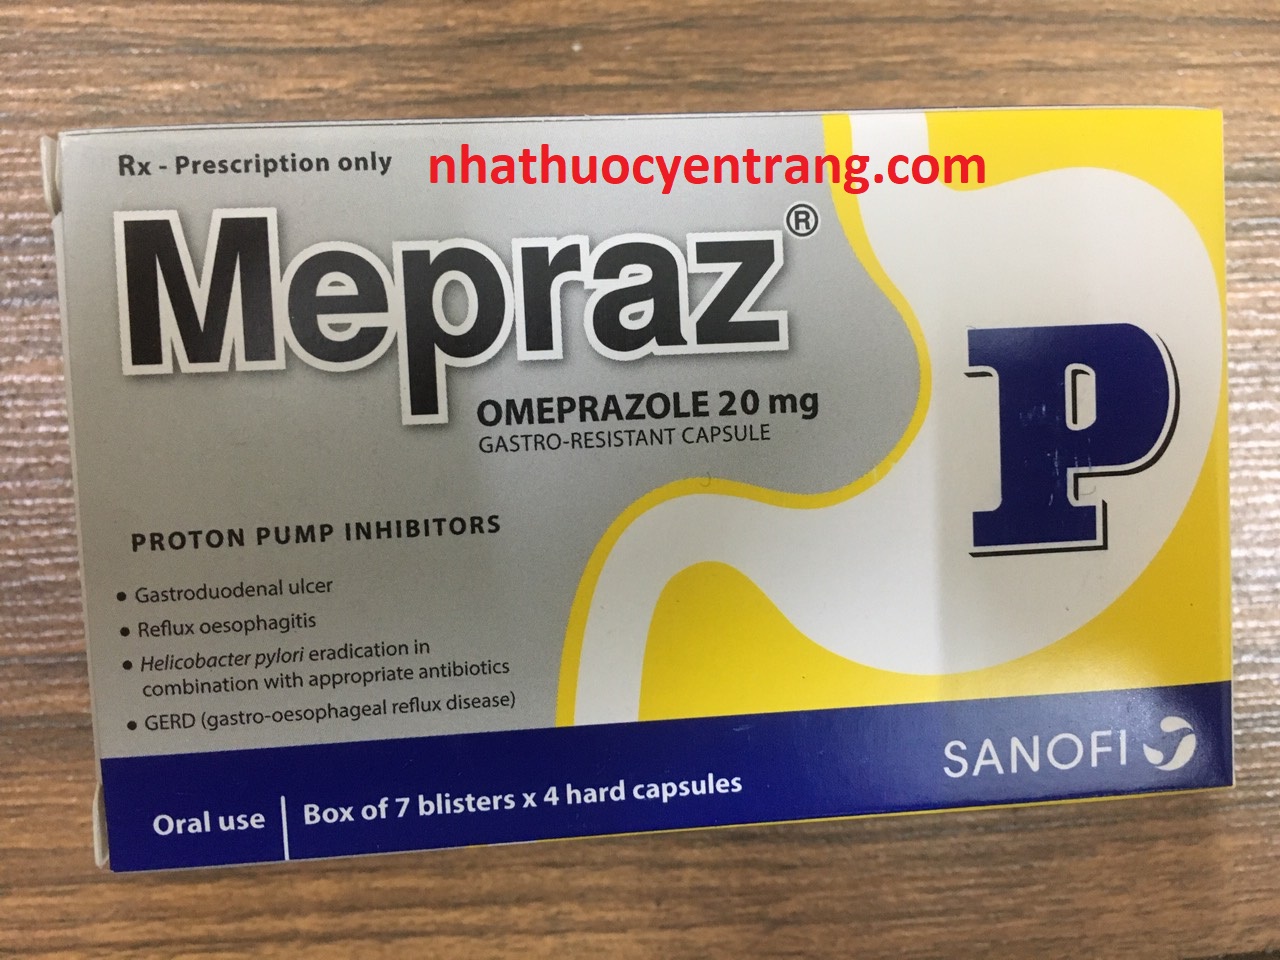 Rx - Prescription only
nhathuocyentrang.com
Mepraz®
OMEPRAZOLE 20 mg
GASTRO-RESISTANT CAPSULE
P
PROTON PUMP INHIBITORS
• Gastroduodenal ulcer
• Reflux oesophagitis
• Helicobacter pylori eradication in
combination with appropriate antibiotics
• GERD (gastro-oesophageal reflux disease)
SANOFI
Oral use | Box of 7 blisters x 4 hard capsules